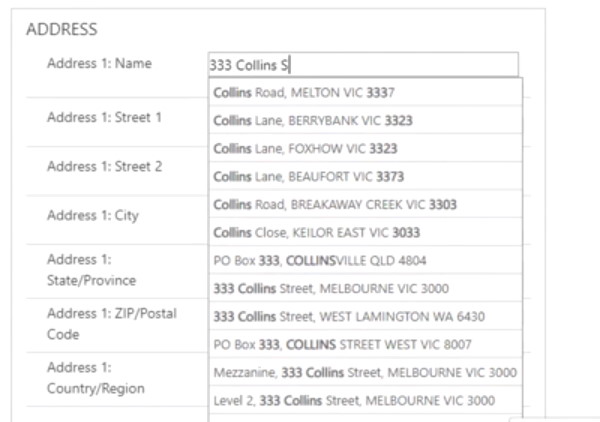 ADDRESS
Address 1: Name
333 Collins S
Collins Road, MELTON VIC 3337
Address 1: Street 1
Collins Lane, BERRYBANK VIC 3323
Collins Lane, FOXHOW VIC 3323
Address 1: Street 2
Collins Lane, BEAUFORT VIC 3373
Collins Road, BREAKAWAY CREEK VIC 3303
Address 1: City
Collins Close, KEILOR EAST VIC 3033
Address 1:
State/Province
PO Box 333, COLLINSVILLE QLD 4804
333 Collins Street, MELBOURNE VIC 3000
Address 1: ZIP/Postal
Code
333 Collins Street, WEST LAMINGTON WA 6430
PO Box 333, COLLINS STREET WEST VIC 8007
Address 1:
Country/Region
Mezzanine, 333 Collins Street, MELBOURNE VIC 3000
Level 2, 333 Collins Street, MELBOURNE VIC 3000